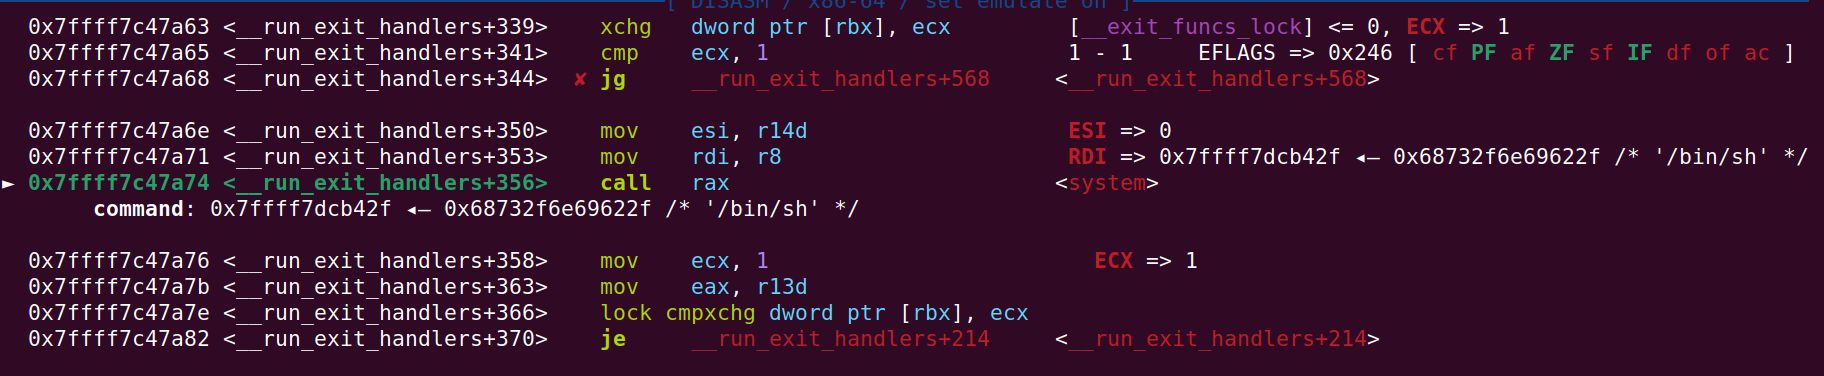 [ DISASM / x86-64 / set emulate on ]
0x7ffff7c47a63 <__run_exit_handlers+339>    xchg   dword ptr [rbx], ecx         [__exit_funcs_lock] <= 0, ECX => 1
0x7ffff7c47a65 <__run_exit_handlers+341>    cmp    ecx, 1                       1 - 1     EFLAGS => 0x246 [ cf PF af ZF sf IF df of ac ]
0x7ffff7c47a68 <__run_exit_handlers+344>  ✘ jg     __run_exit_handlers+568     <__run_exit_handlers+568>
0x7ffff7c47a6e <__run_exit_handlers+350>    mov    esi, r14d                    ESI => 0
0x7ffff7c47a71 <__run_exit_handlers+353>    mov    rdi, r8                      RDI => 0x7ffff7dcb42f ◂— 0x68732f6e69622f /* '/bin/sh' */
► 0x7ffff7c47a74 <__run_exit_handlers+356>    call   rax                         <system>
command: 0x7ffff7dcb42f ◂— 0x68732f6e69622f /* '/bin/sh' */
0x7ffff7c47a76 <__run_exit_handlers+358>    mov    ecx, 1                         ECX => 1
0x7ffff7c47a7b <__run_exit_handlers+363>    mov    eax, r13d
0x7ffff7c47a7e <__run_exit_handlers+366>    lock cmpxchg dword ptr [rbx], ecx
0x7ffff7c47a82 <__run_exit_handlers+370>    je     __run_exit_handlers+214     <__run_exit_handlers+214>